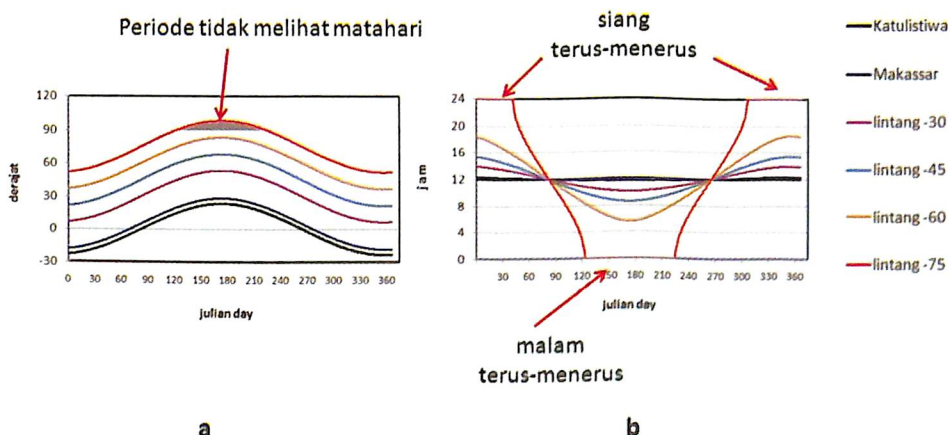 Periode tidak melihat matahari
siang
terus-menerus
derajat
120
90
60
30
0
-30
0 30 60 90 120 150 180 210 240 270 300 330 360
julian day
a
jam
24
20
16
12
8
4
0
30 60 90 120 150 180 210 240 270 300 330 360
julian day
malam
terus-menerus
b
Katulistiwa
Makassar
lintang -30
lintang -45
lintang -60
lintang -75